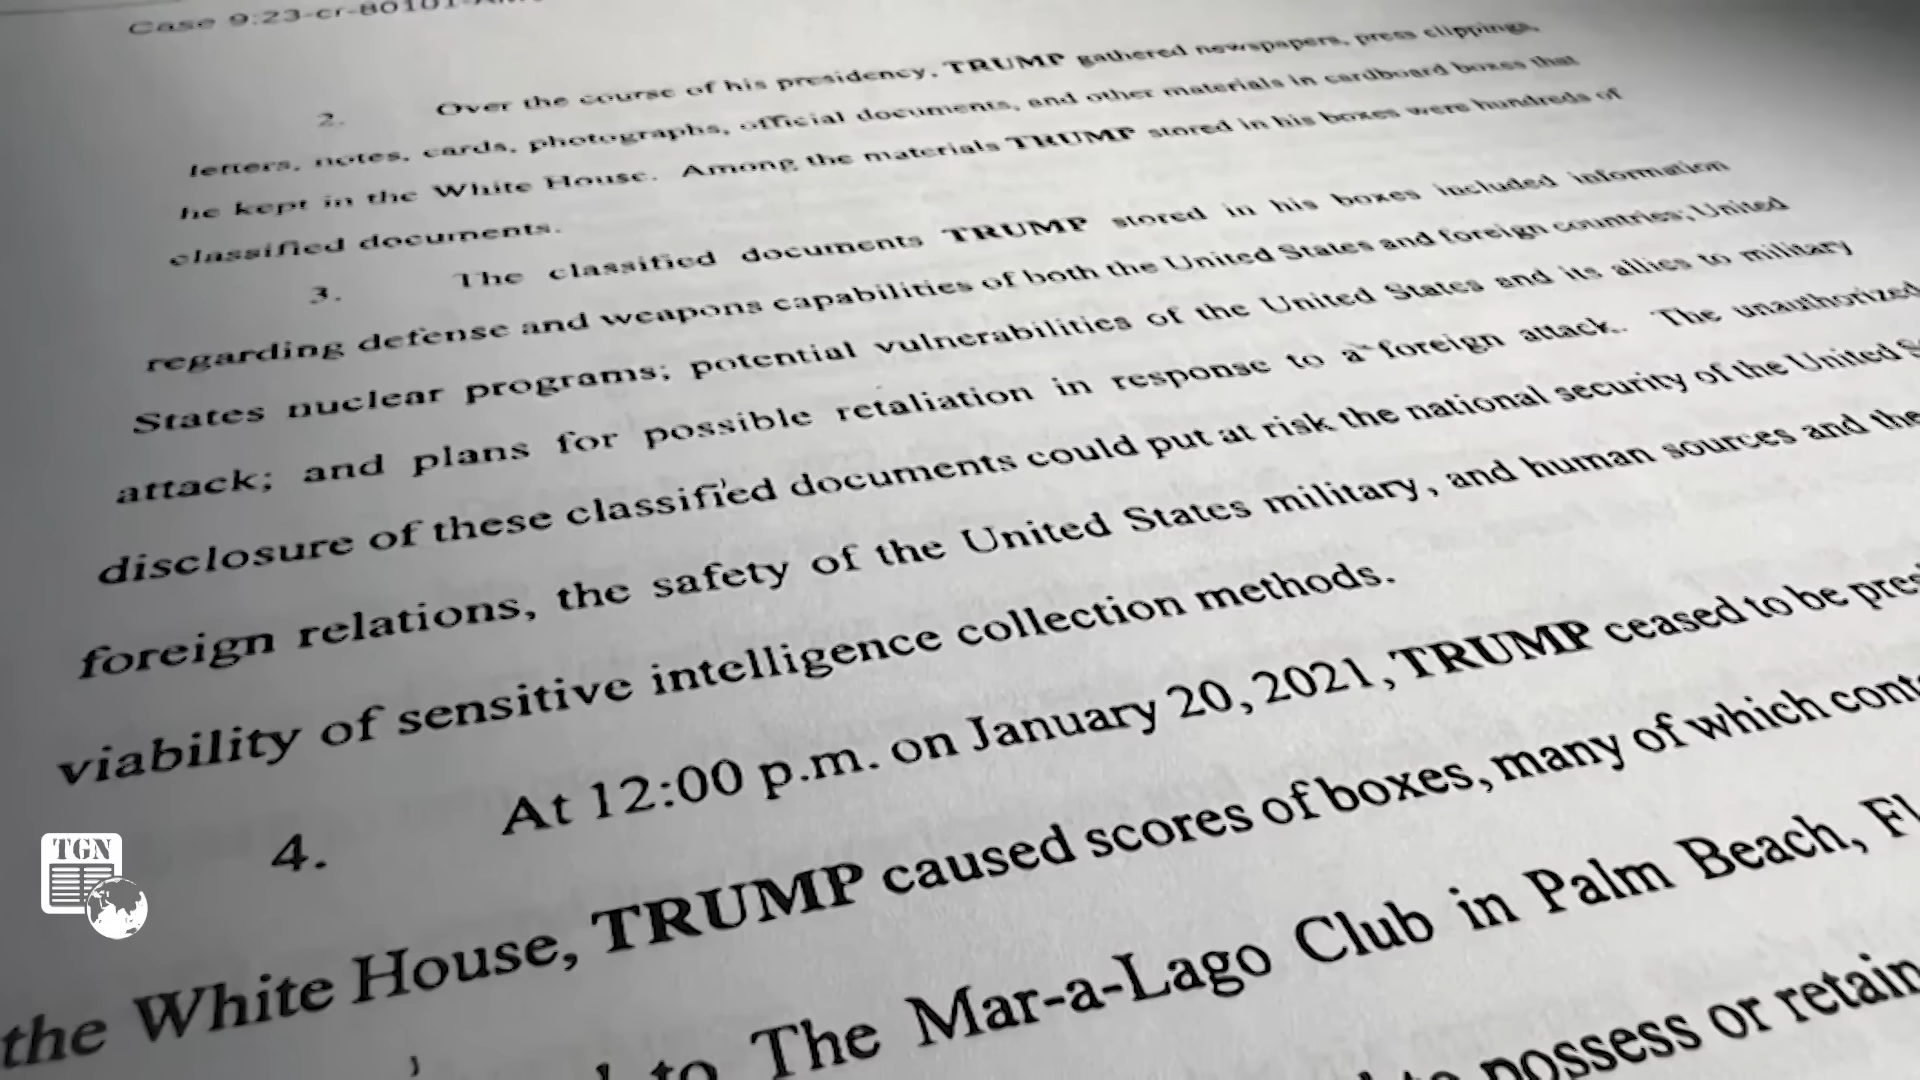 Case 9:23-cr-80101-
2. Over the course of his presidency, TRUMP gathered newspapers, press clippings,
letters, notes, cards, photographs, official documents, and other materials in cardboard boxes that
he kept in the White House. Among the materials TRUMP stored in his boxes were hundreds of
classified documents.
3. The classified documents TRUMP stored in his boxes included information
regarding defense and weapons capabilities of both the United States and foreign countries; United
States nuclear programs; potential vulnerabilities of the United States and its allies to military
attack; and plans for possible retaliation in response to a foreign attack. The unauthorized
disclosure of these classified documents could put at risk the national security of the United
foreign relations, the safety of the United States military, and human sources and the
viability of sensitive intelligence collection methods.
4. At 12:00 p.m. on January 20, 2021, TRUMP ceased to be
the White House, TRUMP caused scores of boxes, many of which
to The Mar-a-Lago Club in Palm Beach,
to possess or retain
TGN